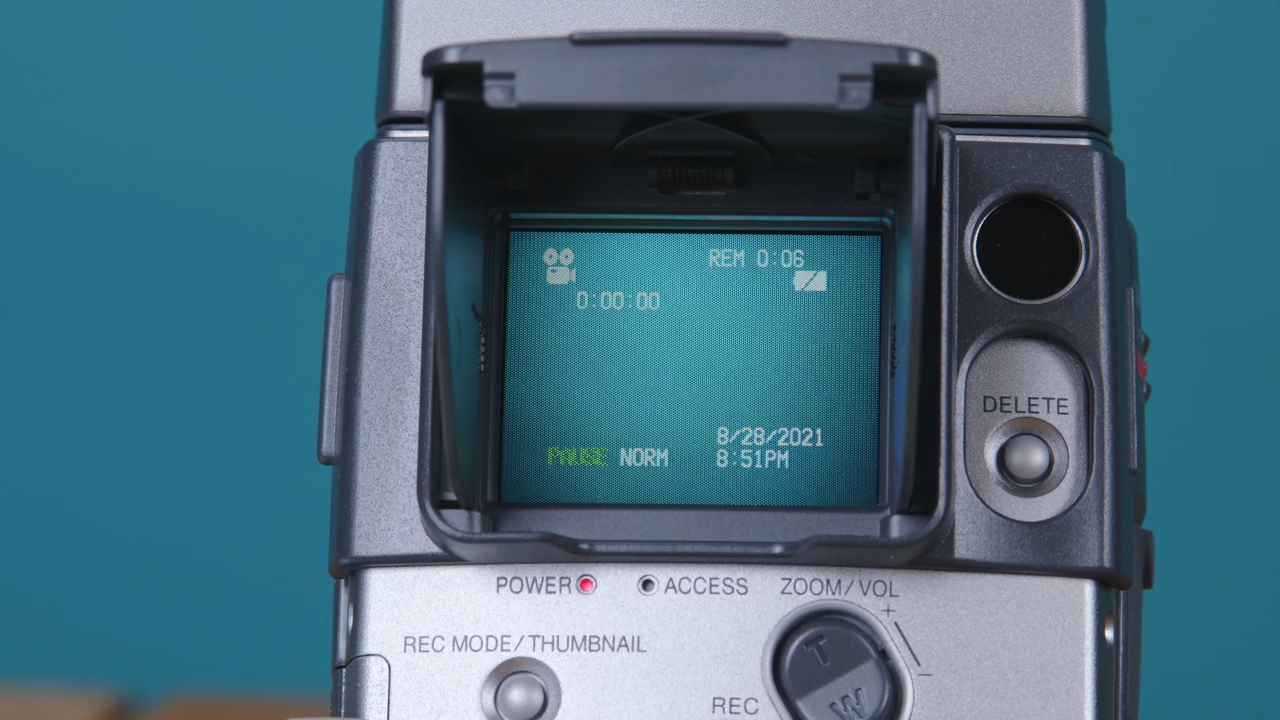 REM 0:06
0:00:00
8/28/2021
PAUSE NORM 8:51PM
DELETE
POWER ACCESS ZOOM/VOL
+
REC MODE/THUMBNAIL
T
−
REC W